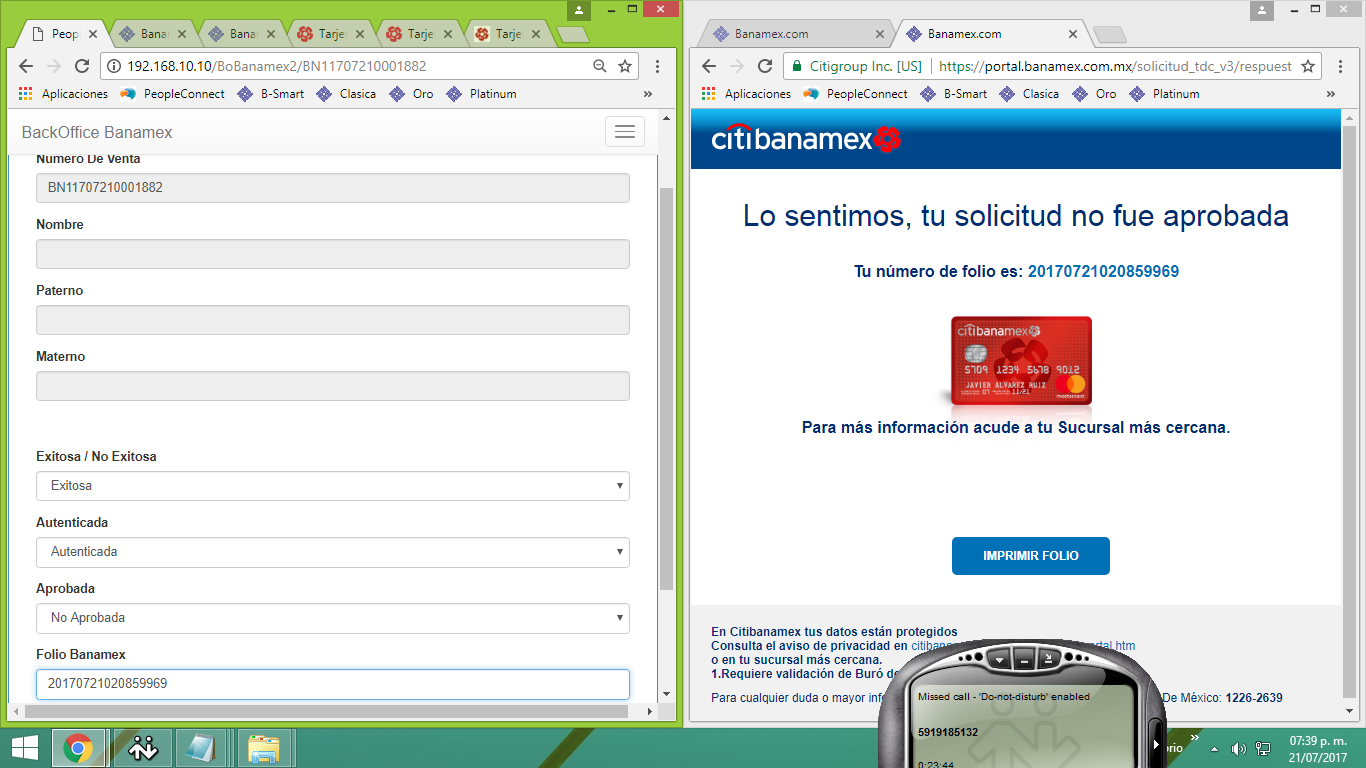 Peop
Bana
Bana
Tarje
Tarje
Tarje
192.168.10.10/BoBanamex2/BN11707210001882
Aplicaciones
PeopleConnect
B-Smart
Clasica
Oro
Platinum
»
BackOffice Banamex
Numero De Venta
BN11707210001882
Nombre
Paterno
Materno
Exitosa / No Exitosa
Exitosa
Autenticada
Autenticada
Aprobada
No Aprobada
Folio Banamex
20170721020859969
Banamex.com
Banamex.com
Citigroup Inc. [US] https://portal.banamex.com.mx/solicitud_tdc_v3/respuest
Aplicaciones
PeopleConnect
B-Smart
Clasica
Oro
Platinum
»
citibanamex
Lo sentimos, tu solicitud no fue aprobada
Tu número de folio es: 20170721020859969
citibanamex
5709 1234 5678 9012
JAVIER ALVAREZ RUIZ
07 11/21
mastercard
Para más información acude a tu Sucursal más cercana.
IMPRIMIR FOLIO
En Citibanamex tus datos están protegidos
Consulta el aviso de privacidad en citibana rtal.htm
o en tu sucursal más cercana.
1.Requiere validación de Buró de
Para cualquier duda o mayor info De México: 1226-2639
Missed call - 'Do-not-disturb' enabled
5919185132
0:23:44
orio
»
07:39 p. m.
21/07/2017